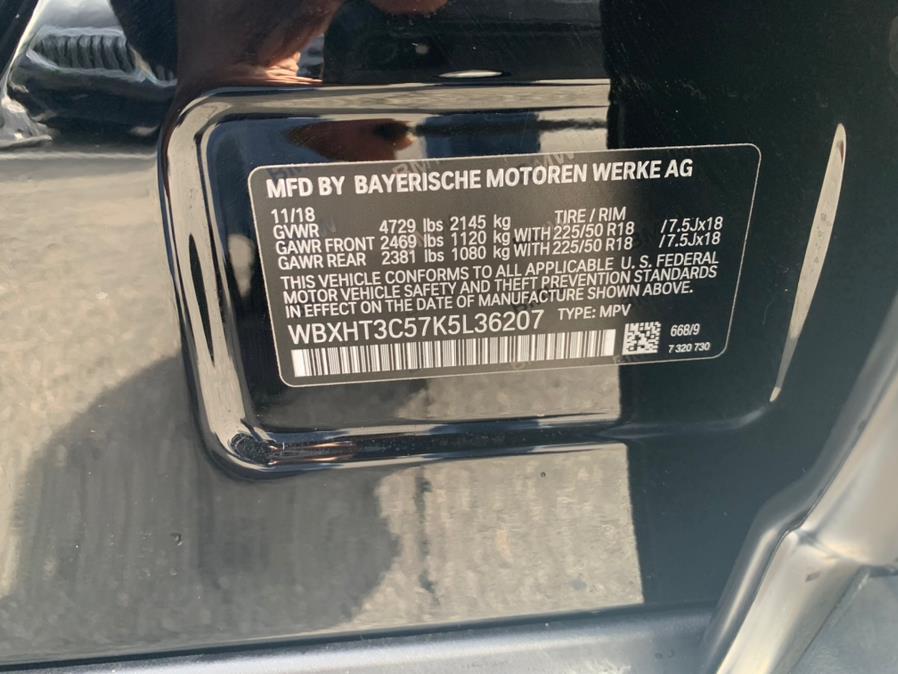 MFD BY BAYERISCHE MOTOREN WERKE AG
11/18 TIRE / RIM
GVWR 4729 lbs 2145 kg
GAWR FRONT 2469 lbs 1120 kg WITH 225/50 R18 /7.5Jx18
GAWR REAR 2381 lbs 1080 kg WITH 225/50 R18 /7.5Jx18
THIS VEHICLE CONFORMS TO ALL APPLICABLE U.S. FEDERAL
MOTOR VEHICLE SAFETY AND THEFT PREVENTION STANDARDS
IN EFFECT ON THE DATE OF MANUFACTURE SHOWN ABOVE.
WBXHT3C57K5L36207 TYPE: MPV
668/9
7 320 730